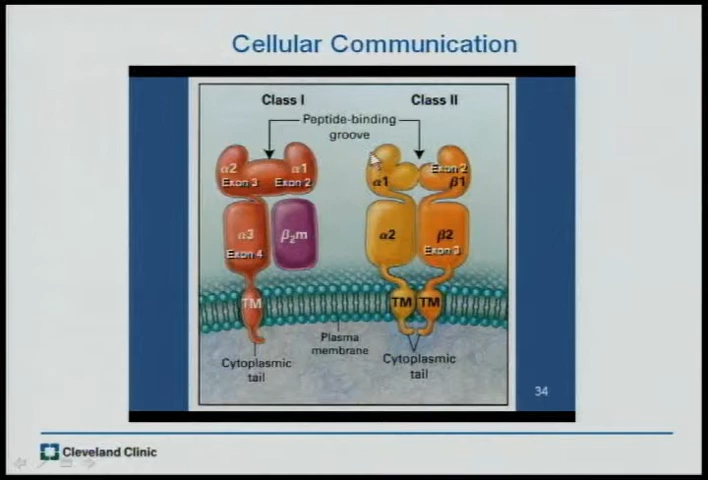 Cellular Communication
Class I
Class II
Peptide-binding
groove
α2
α1
Exon 3
Exon 2
α1
Exon 2
β1
α3
β₂m
Exon 4
α2
β2
Exon 3
TM
TM
TM
Plasma
membrane
Cytoplasmic
tail
Cytoplasmic
tail
34
Cleveland Clinic